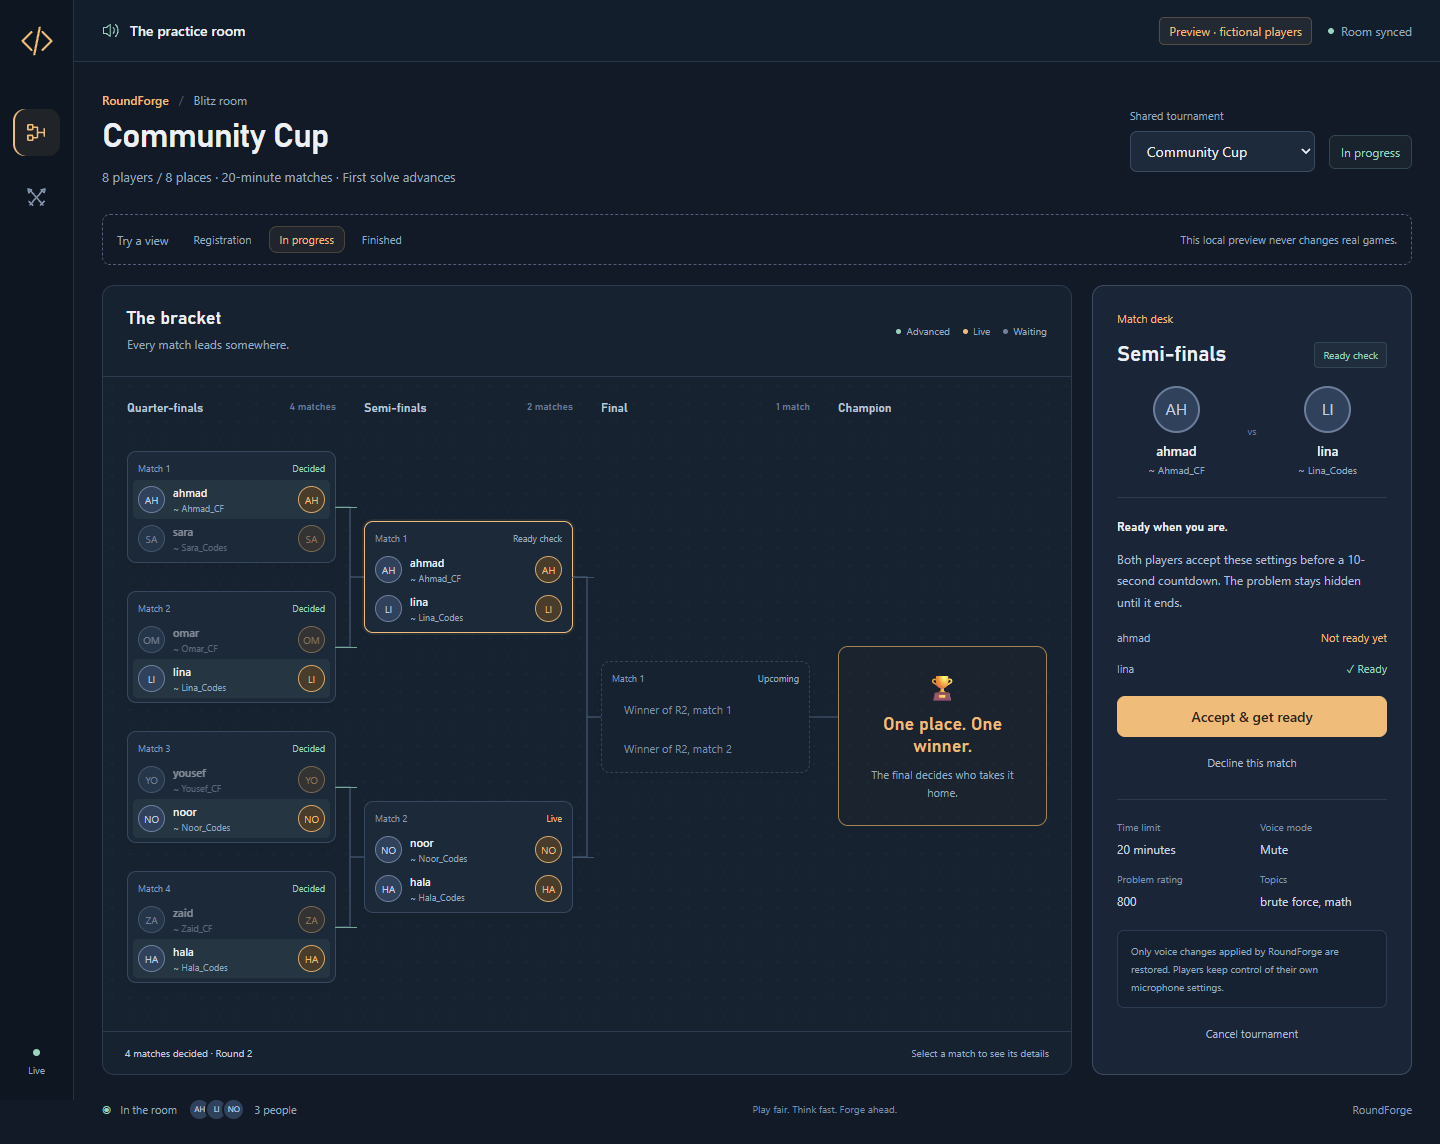 The practice room
Preview · fictional players
Room synced
RoundForge / Blitz room
Community Cup
8 players / 8 places · 20-minute matches · First solve advances
Shared tournament
Community Cup
In progress
Try a view
Registration
In progress
Finished
This local preview never changes real games.
The bracket
Every match leads somewhere.
Advanced
Live
Waiting
Quarter-finals
4 matches
Semi-finals
2 matches
Final
1 match
Champion
Match 1
Decided
AH
ahmad
~ Ahmad_CF
AH
SA
sara
~ Sara_Codes
SA
Match 2
Decided
OM
omar
~ Omar_CF
OM
LI
lina
~ Lina_Codes
LI
Match 3
Decided
YO
yousef
~ Yousef_CF
YO
NO
noor
~ Noor_Codes
NO
Match 4
Decided
ZA
zaid
~ Zaid_CF
ZA
HA
hala
~ Hala_Codes
HA
Match 1
Ready check
AH
ahmad
~ Ahmad_CF
AH
LI
lina
~ Lina_Codes
LI
Match 2
Live
NO
noor
~ Noor_Codes
NO
HA
hala
~ Hala_Codes
HA
Match 1
Upcoming
Winner of R2, match 1
Winner of R2, match 2
One place. One
winner.
The final decides who takes it
home.
4 matches decided · Round 2
Select a match to see its details
Match desk
Semi-finals
Ready check
AH
ahmad
~ Ahmad_CF
vs
LI
lina
~ Lina_Codes
Ready when you are.
Both players accept these settings before a 10-
second countdown. The problem stays hidden
until it ends.
ahmad
Not ready yet
lina
✓ Ready
Accept & get ready
Decline this match
Time limit
20 minutes
Voice mode
Mute
Problem rating
800
Topics
brute force, math
Only voice changes applied by RoundForge are
restored. Players keep control of their own
microphone settings.
Cancel tournament
Live
In the room
AH
LI
NO
3 people
Play fair. Think fast. Forge ahead.
RoundForge